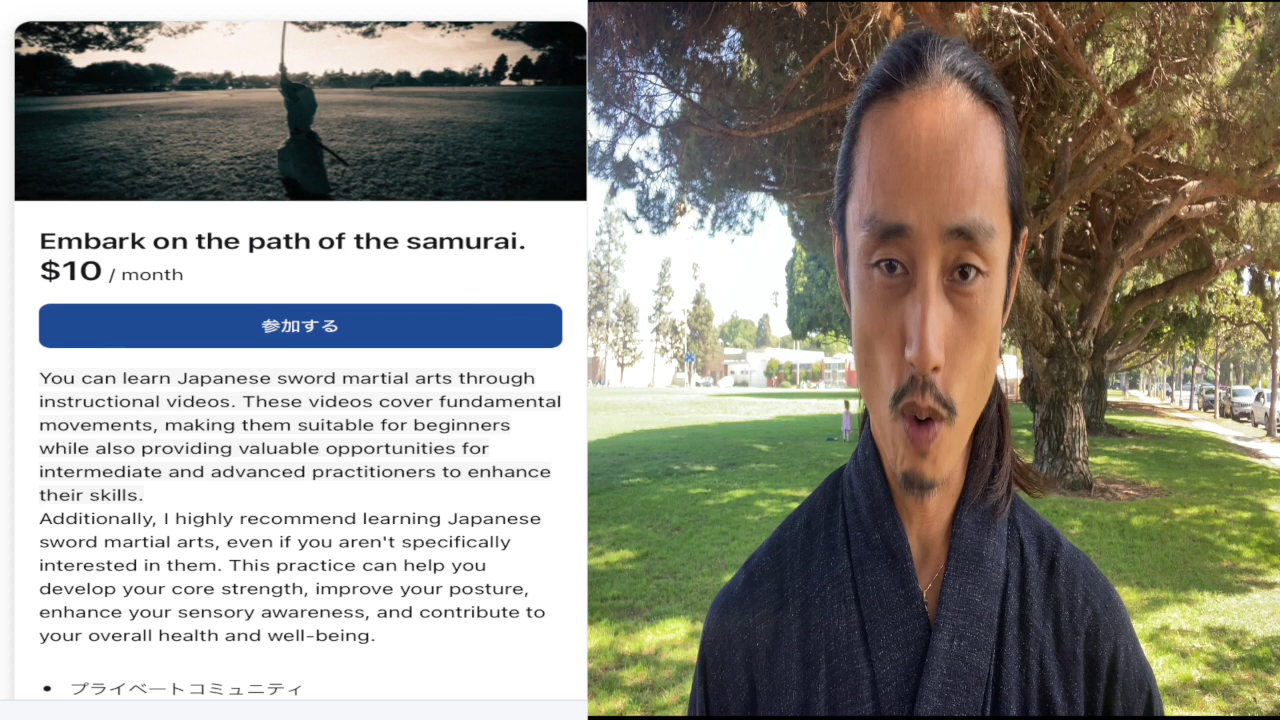 Embark on the path of the samurai.
$10 / month
参加する
You can learn Japanese sword martial arts through
instructional videos. These videos cover fundamental
movements, making them suitable for beginners
while also providing valuable opportunities for
intermediate and advanced practitioners to enhance
their skills.
Additionally, I highly recommend learning Japanese
sword martial arts, even if you aren't specifically
interested in them. This practice can help you
develop your core strength, improve your posture,
enhance your sensory awareness, and contribute to
your overall health and well-being.
• プライベートコミュニティ